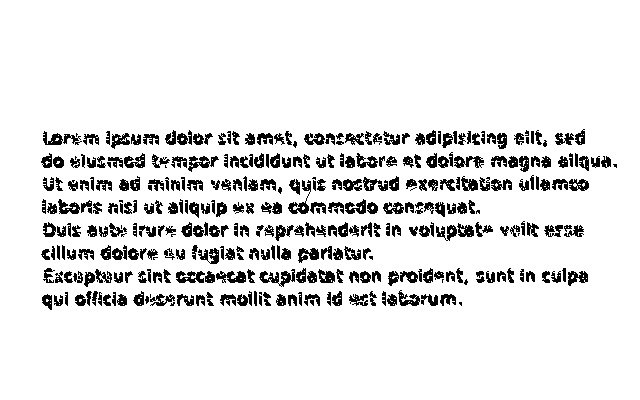 Lorem ipsum dolor sit amet, consectetur adipisicing elit, sed
do eiusmod tempor incididunt ut labore et dolore magna aliqua.
Ut enim ad minim veniam, quis nostrud exercitation ullamco
laboris nisi ut aliquip ex ea commodo consequat.
Duis aute irure dolor in reprehenderit in voluptate velit esse
cillum dolore eu fugiat nulla pariatur.
Excepteur sint occaecat cupidatat non proident, sunt in culpa
qui officia deserunt mollit anim id est laborum.